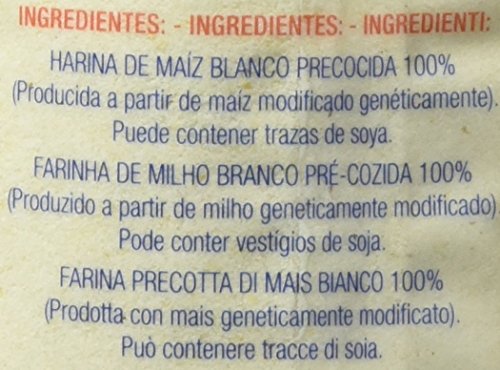 INGREDIENTES: - INGREDIENTES: - INGREDIENTI:
HARINA DE MAÍZ BLANCO PRECOCIDA 100%
(Producida a partir de maíz modificado genéticamente).
Puede contener trazas de soya.
FARINHA DE MILHO BRANCO PRÉ-COZIDA 100%
(Produzido a partir de milho geneticamente modificado)
Pode conter vestígios de soja.
FARINA PRECOTTA DI MAIS BIANCO 100%
(Prodotta con mais geneticamente modificato).
Può contenere tracce di soia.